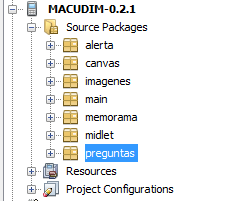 MACUDIM-0.2.1
Source Packages
alerta
canvas
imagenes
main
memorama
midlet
preguntas
Resources
Project Configurations